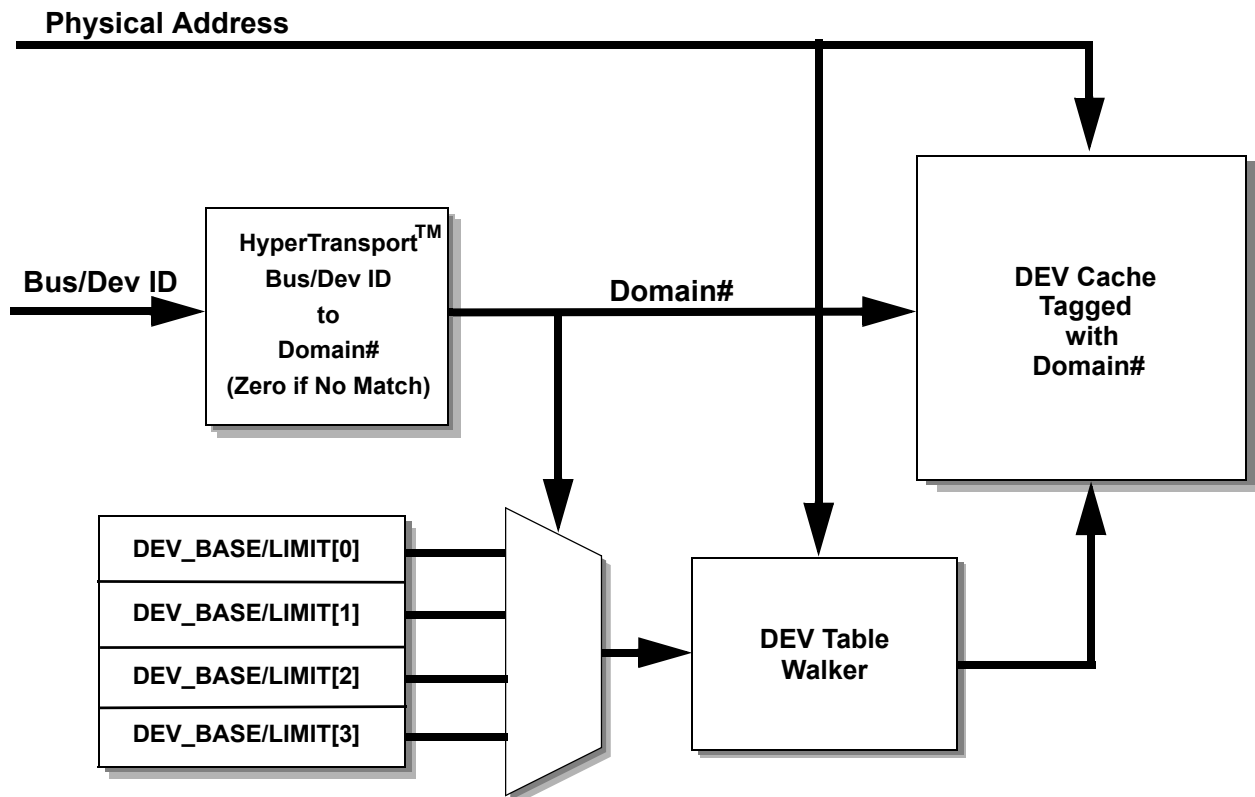 Physical Address
HyperTransport™
Bus/Dev ID
to
Domain#
(Zero if No Match)
Bus/Dev ID
Domain#
DEV Cache
Tagged
with
Domain#
DEV_BASE/LIMIT[0]
DEV_BASE/LIMIT[1]
DEV_BASE/LIMIT[2]
DEV_BASE/LIMIT[3]
DEV Table
Walker